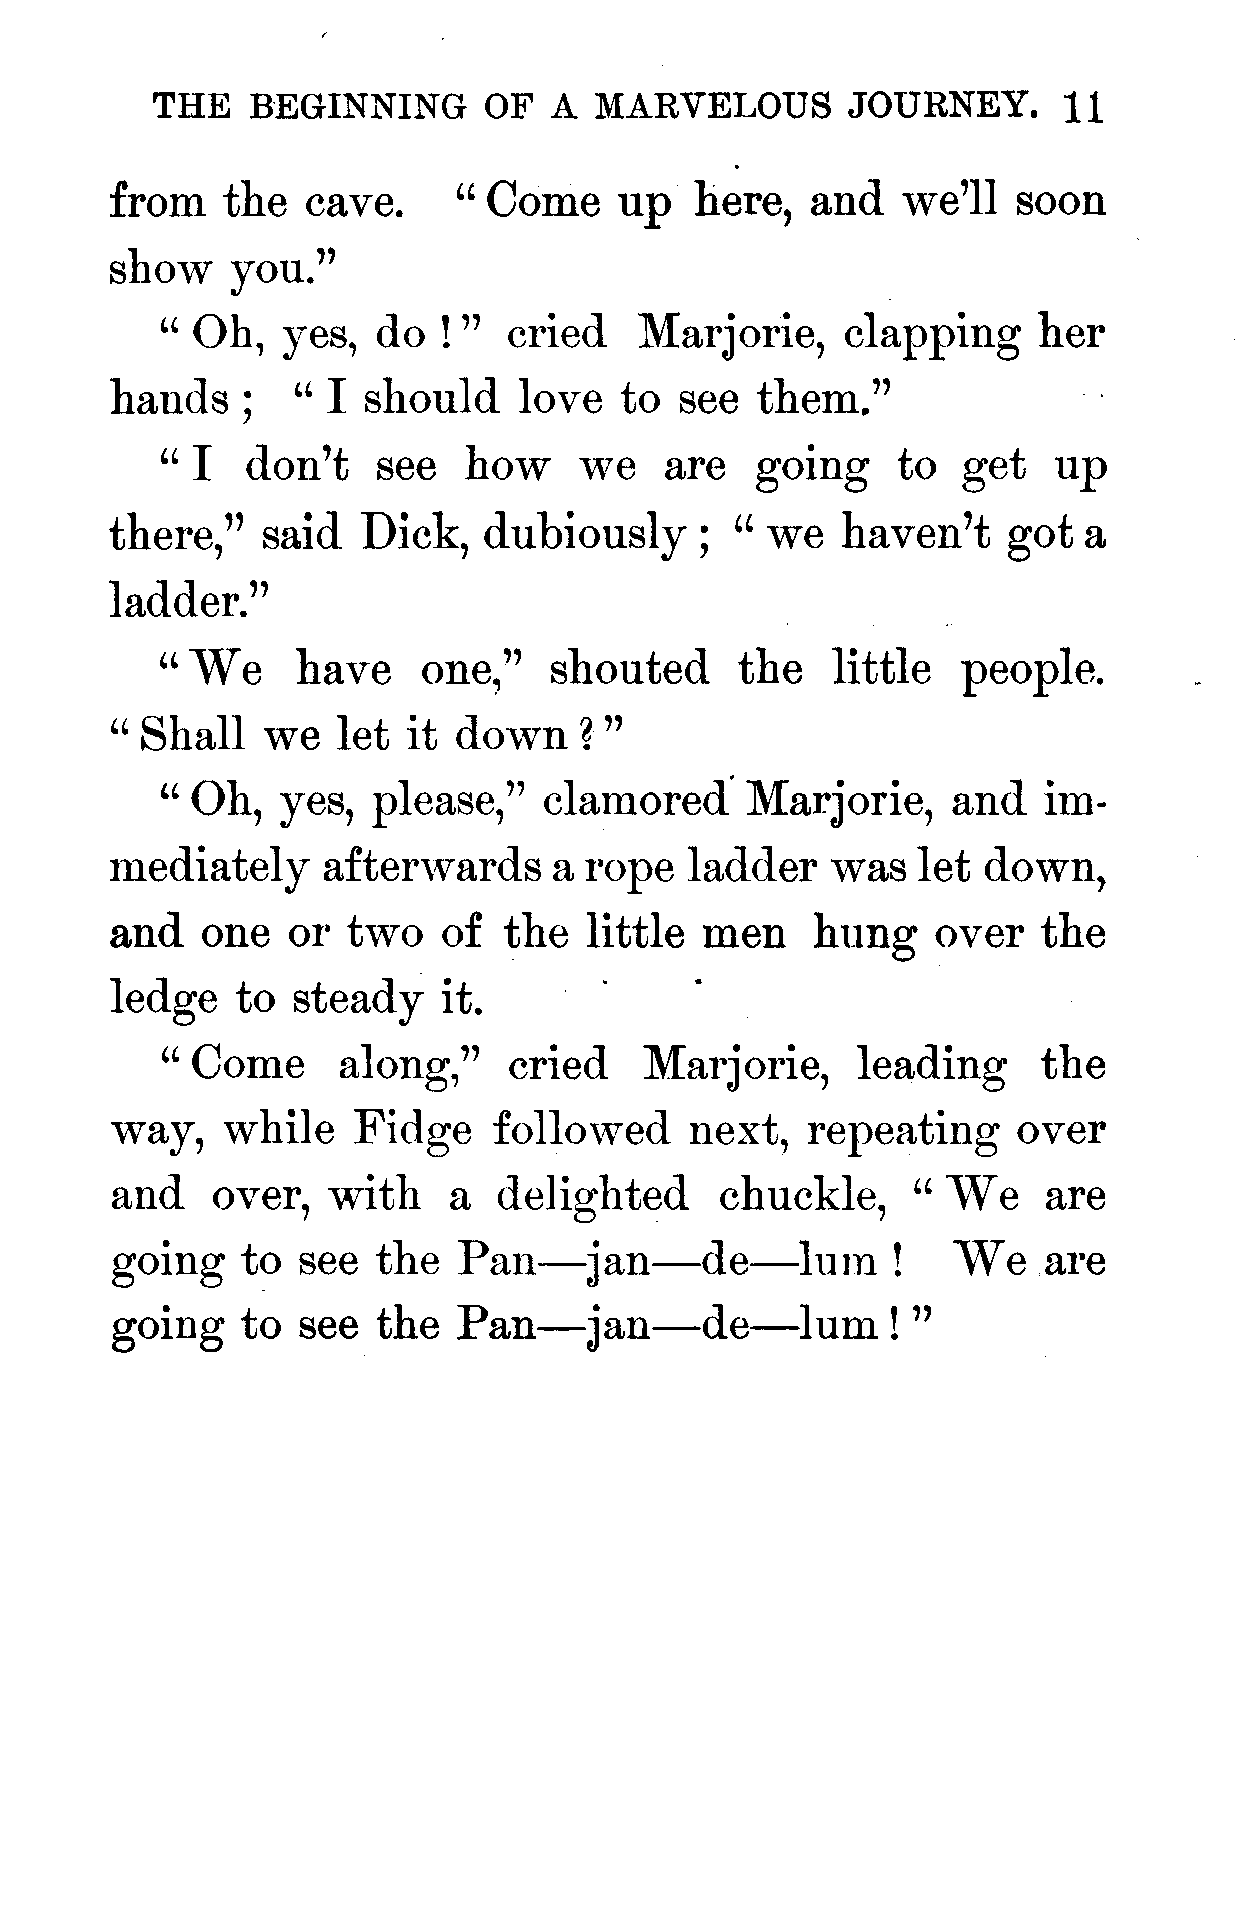 THE BEGINNING OF A MARVELOUS JOURNEY. 11
from the cave. “Come up here, and we’ll soon
show you.”
“Oh, yes, do!” cried Marjorie, clapping her
hands; “I should love to see them.”
“I don’t see how we are going to get up
there,” said Dick, dubiously; “we haven’t got a
ladder.”
“We have one,” shouted the little people.
“Shall we let it down?”
“Oh, yes, please,” clamored Marjorie, and im-
mediately afterwards a rope ladder was let down,
and one or two of the little men hung over the
ledge to steady it.
“Come along,” cried Marjorie, leading the
way, while Fidge followed next, repeating over
and over, with a delighted chuckle, “We are
going to see the Pan—jan—de—lum! We are
going to see the Pan—jan—de—lum!”